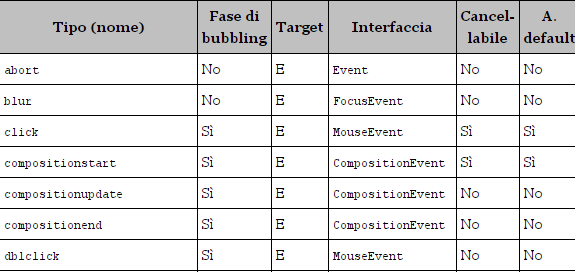 Tipo (nome) Fase di bubbling Target Interfaccia Cancel-labile A. default
abort No E Event No No
blur No E FocusEvent No No
click Sì E MouseEvent Sì Sì
compositionstart Sì E CompositionEvent Sì Sì
compositionupdate Sì E CompositionEvent No No
compositionend Sì E CompositionEvent No No
dblclick Sì E MouseEvent No No